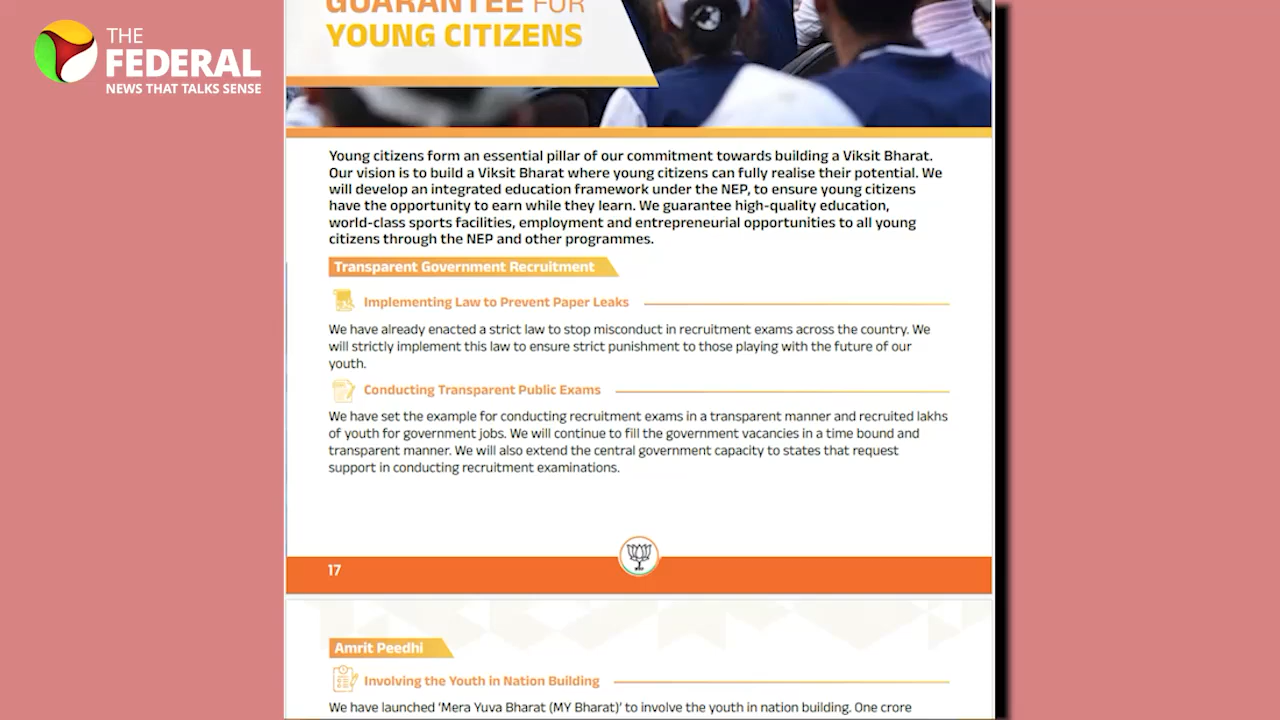 THE
FEDERAL
NEWS THAT TALKS SENSE
GUARANTEE FOR
YOUNG CITIZENS
Young citizens form an essential pillar of our commitment towards building a Viksit Bharat.
Our vision is to build a Viksit Bharat where young citizens can fully realise their potential. We
will develop an integrated education framework under the NEP, to ensure young citizens
have the opportunity to earn while they learn. We guarantee high-quality education,
world-class sports facilities, employment and entrepreneurial opportunities to all young
citizens through the NEP and other programmes.
Transparent Government Recruitment
Implementing Law to Prevent Paper Leaks
We have already enacted a strict law to stop misconduct in recruitment exams across the country. We
will strictly implement this law to ensure strict punishment to those playing with the future of our
youth.
Conducting Transparent Public Exams
We have set the example for conducting recruitment exams in a transparent manner and recruited lakhs
of youth for government jobs. We will continue to fill the government vacancies in a time bound and
transparent manner. We will also extend the central government capacity to states that request
support in conducting recruitment examinations.
17
Amrit Peedhi
Involving the Youth in Nation Building
We have launched ‘Mera Yuva Bharat (MY Bharat)’ to involve the youth in nation building. One crore